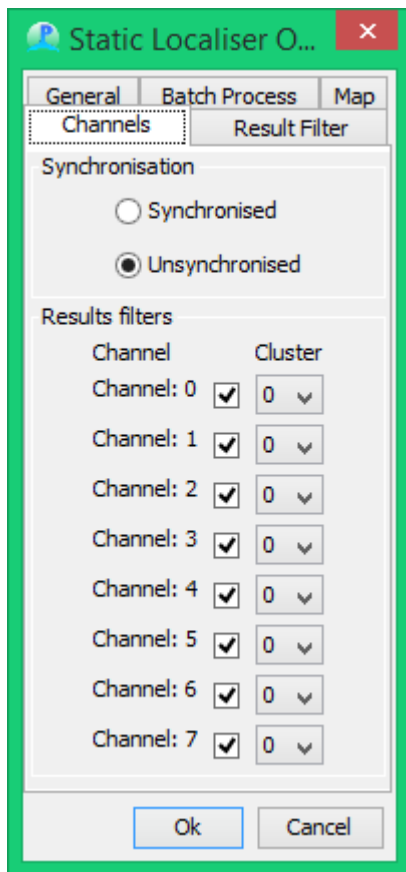 Static Localiser O...
General Batch Process Map
Channels Result Filter
Synchronisation
Synchronised
Unsynchronised
Results filters
Channel Cluster
Channel: 0 0
Channel: 1 0
Channel: 2 0
Channel: 3 0
Channel: 4 0
Channel: 5 0
Channel: 6 0
Channel: 7 0
Ok Cancel